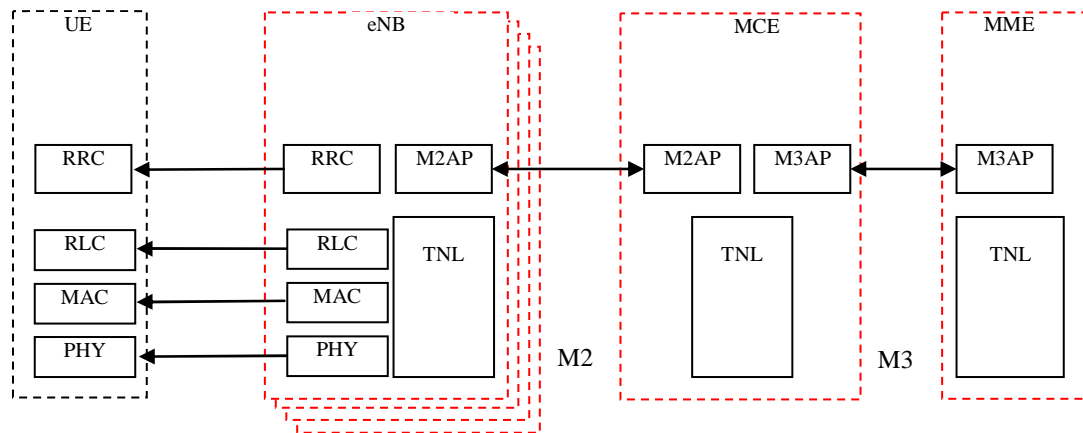 UE
eNB
MCE
MME
RRC
RRC
M2AP
M2AP
M3AP
M3AP
RLC
RLC
TNL
TNL
TNL
MAC
MAC
PHY
PHY
M2
M3